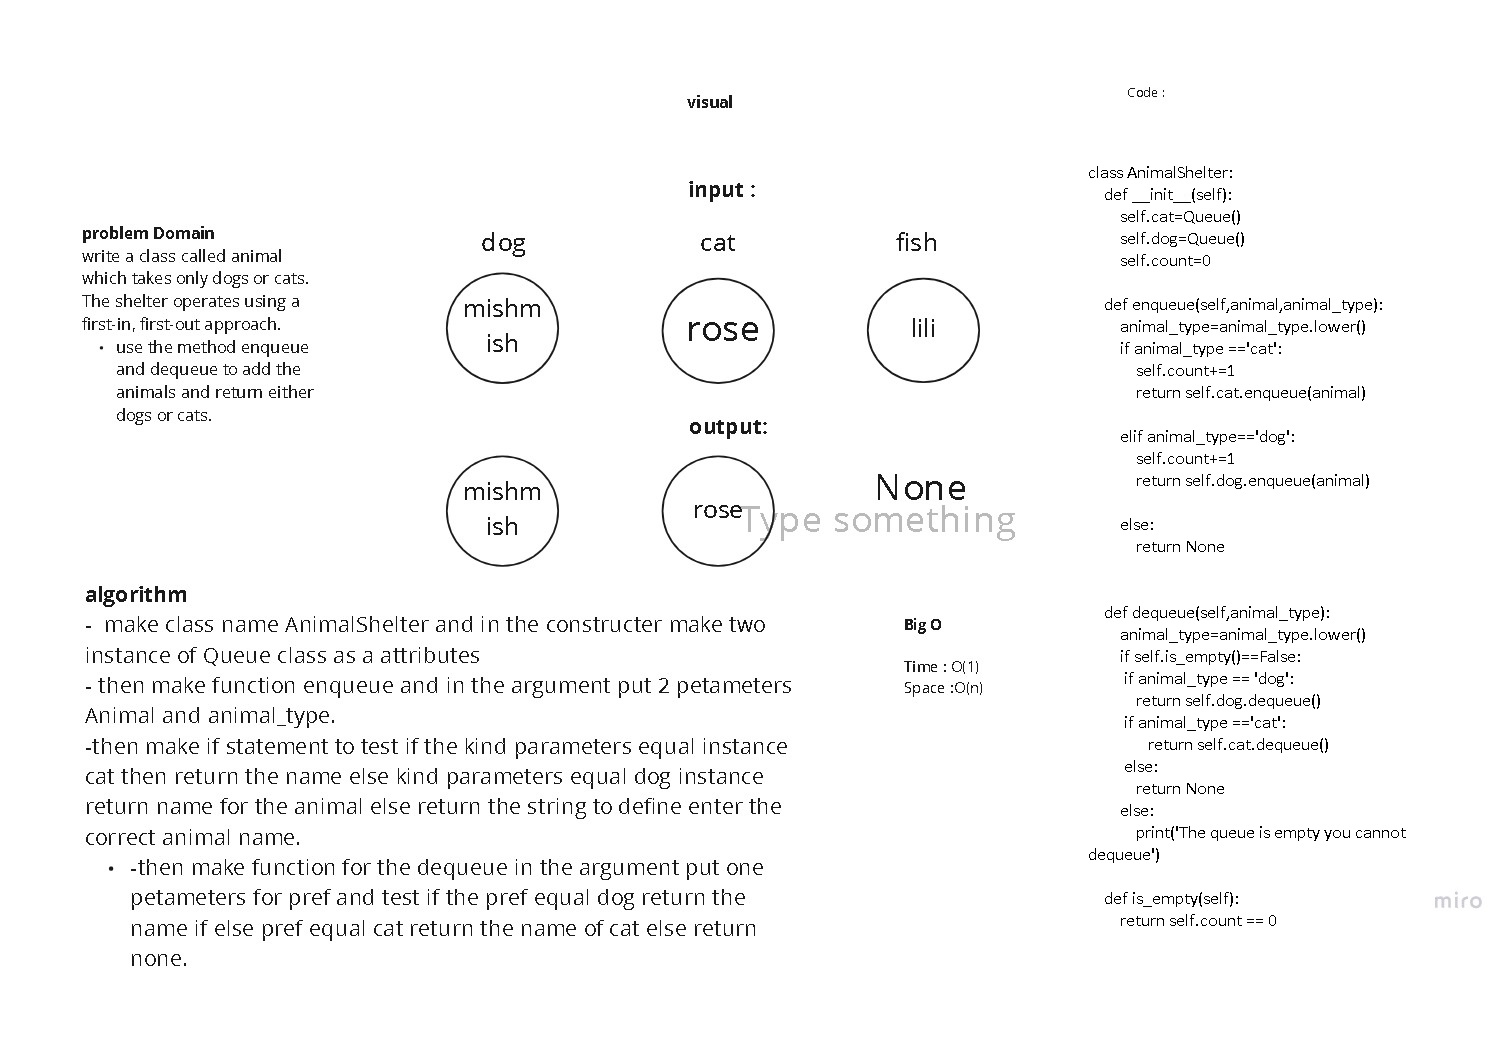 visual
input :
dog
cat
fish
mishm
ish
rose
lili
output:
mishm
ish
rose
None
Type something
problem Domain
write a class called animal
which takes only dogs or cats.
The shelter operates using a
first-in, first-out approach.
• use the method enqueue
and dequeue to add the
animals and return either
dogs or cats.
algorithm
- make class name AnimalShelter and in the constructer make two
instance of Queue class as a attributes
- then make function enqueue and in the argument put 2 petameters
Animal and animal_type.
-then make if statement to test if the kind parameters equal instance
cat then return the name else kind parameters equal dog instance
return name for the animal else return the string to define enter the
correct animal name.
• -then make function for the dequeue in the argument put one
petameters for pref and test if the pref equal dog return the
name if else pref equal cat return the name of cat else return
none.
Big O
Time : O(1)
Space :O(n)
Code :
class AnimalShelter:
def __init__(self):
self.cat=Queue()
self.dog=Queue()
self.count=0
def enqueue(self,animal,animal_type):
animal_type=animal_type.lower()
if animal_type =='cat':
self.count+=1
return self.cat.enqueue(animal)
elif animal_type=='dog':
self.count+=1
return self.dog.enqueue(animal)
else:
return None
def dequeue(self,animal_type):
animal_type=animal_type.lower()
if self.is_empty()==False:
if animal_type == 'dog':
return self.dog.dequeue()
if animal_type =='cat':
return self.cat.dequeue()
else:
return None
else:
print('The queue is empty you cannot
dequeue')
def is_empty(self):
return self.count == 0
miro